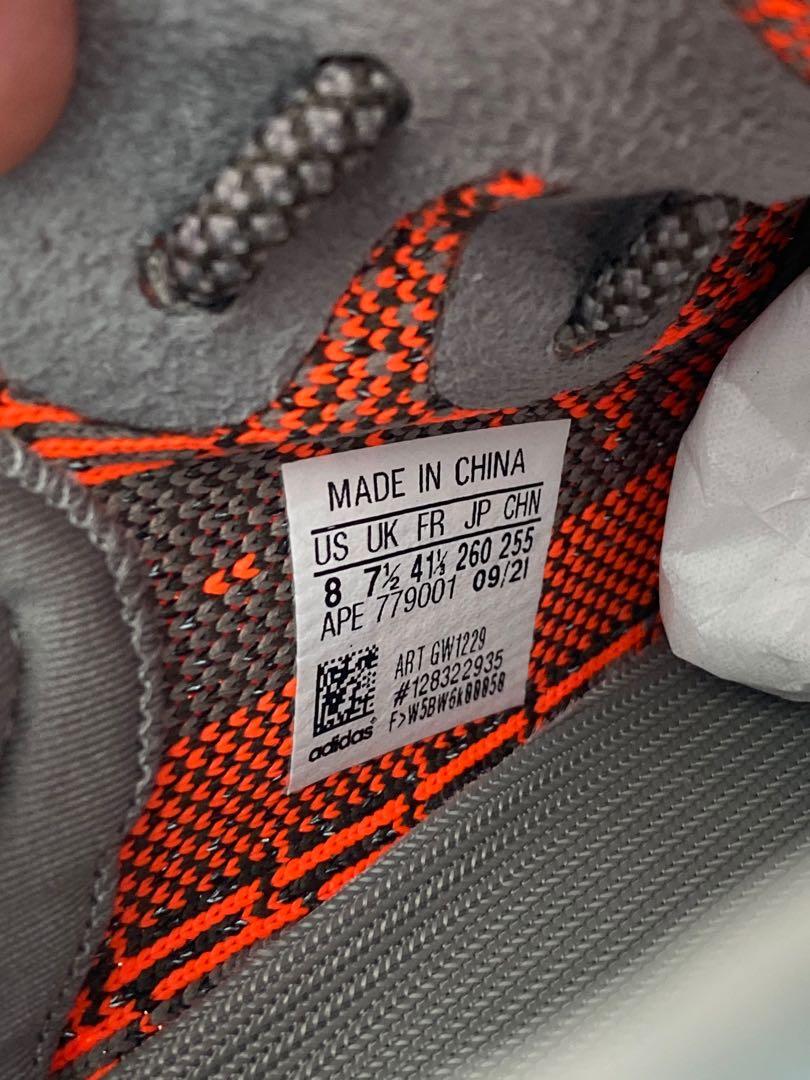 MADE IN CHINA
US UK FR JP CHN
8 7½ 41⅓ 260 255
APE 779001 09/21
ART GW1229
#128322935
F>W5BW6k00058
adidas